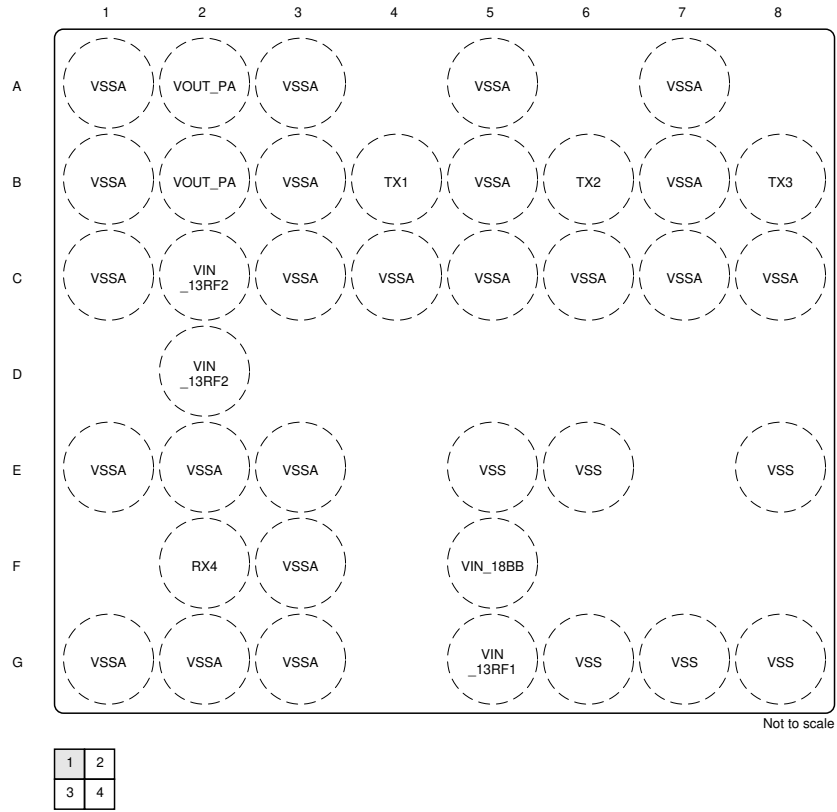 1 2 3 4 5 6 7 8
A VSSA VOUT_PA VSSA VSSA VSSA
B VSSA VOUT_PA VSSA TX1 VSSA TX2 VSSA TX3
C VSSA VIN
_13RF2 VSSA VSSA VSSA VSSA VSSA VSSA
D VIN
_13RF2
E VSSA VSSA VSSA VSS VSS VSS
F RX4 VSSA VIN_18BB
G VSSA VSSA VSSA VIN
_13RF1 VSS VSS VSS
Not to scale
1 2
3 4